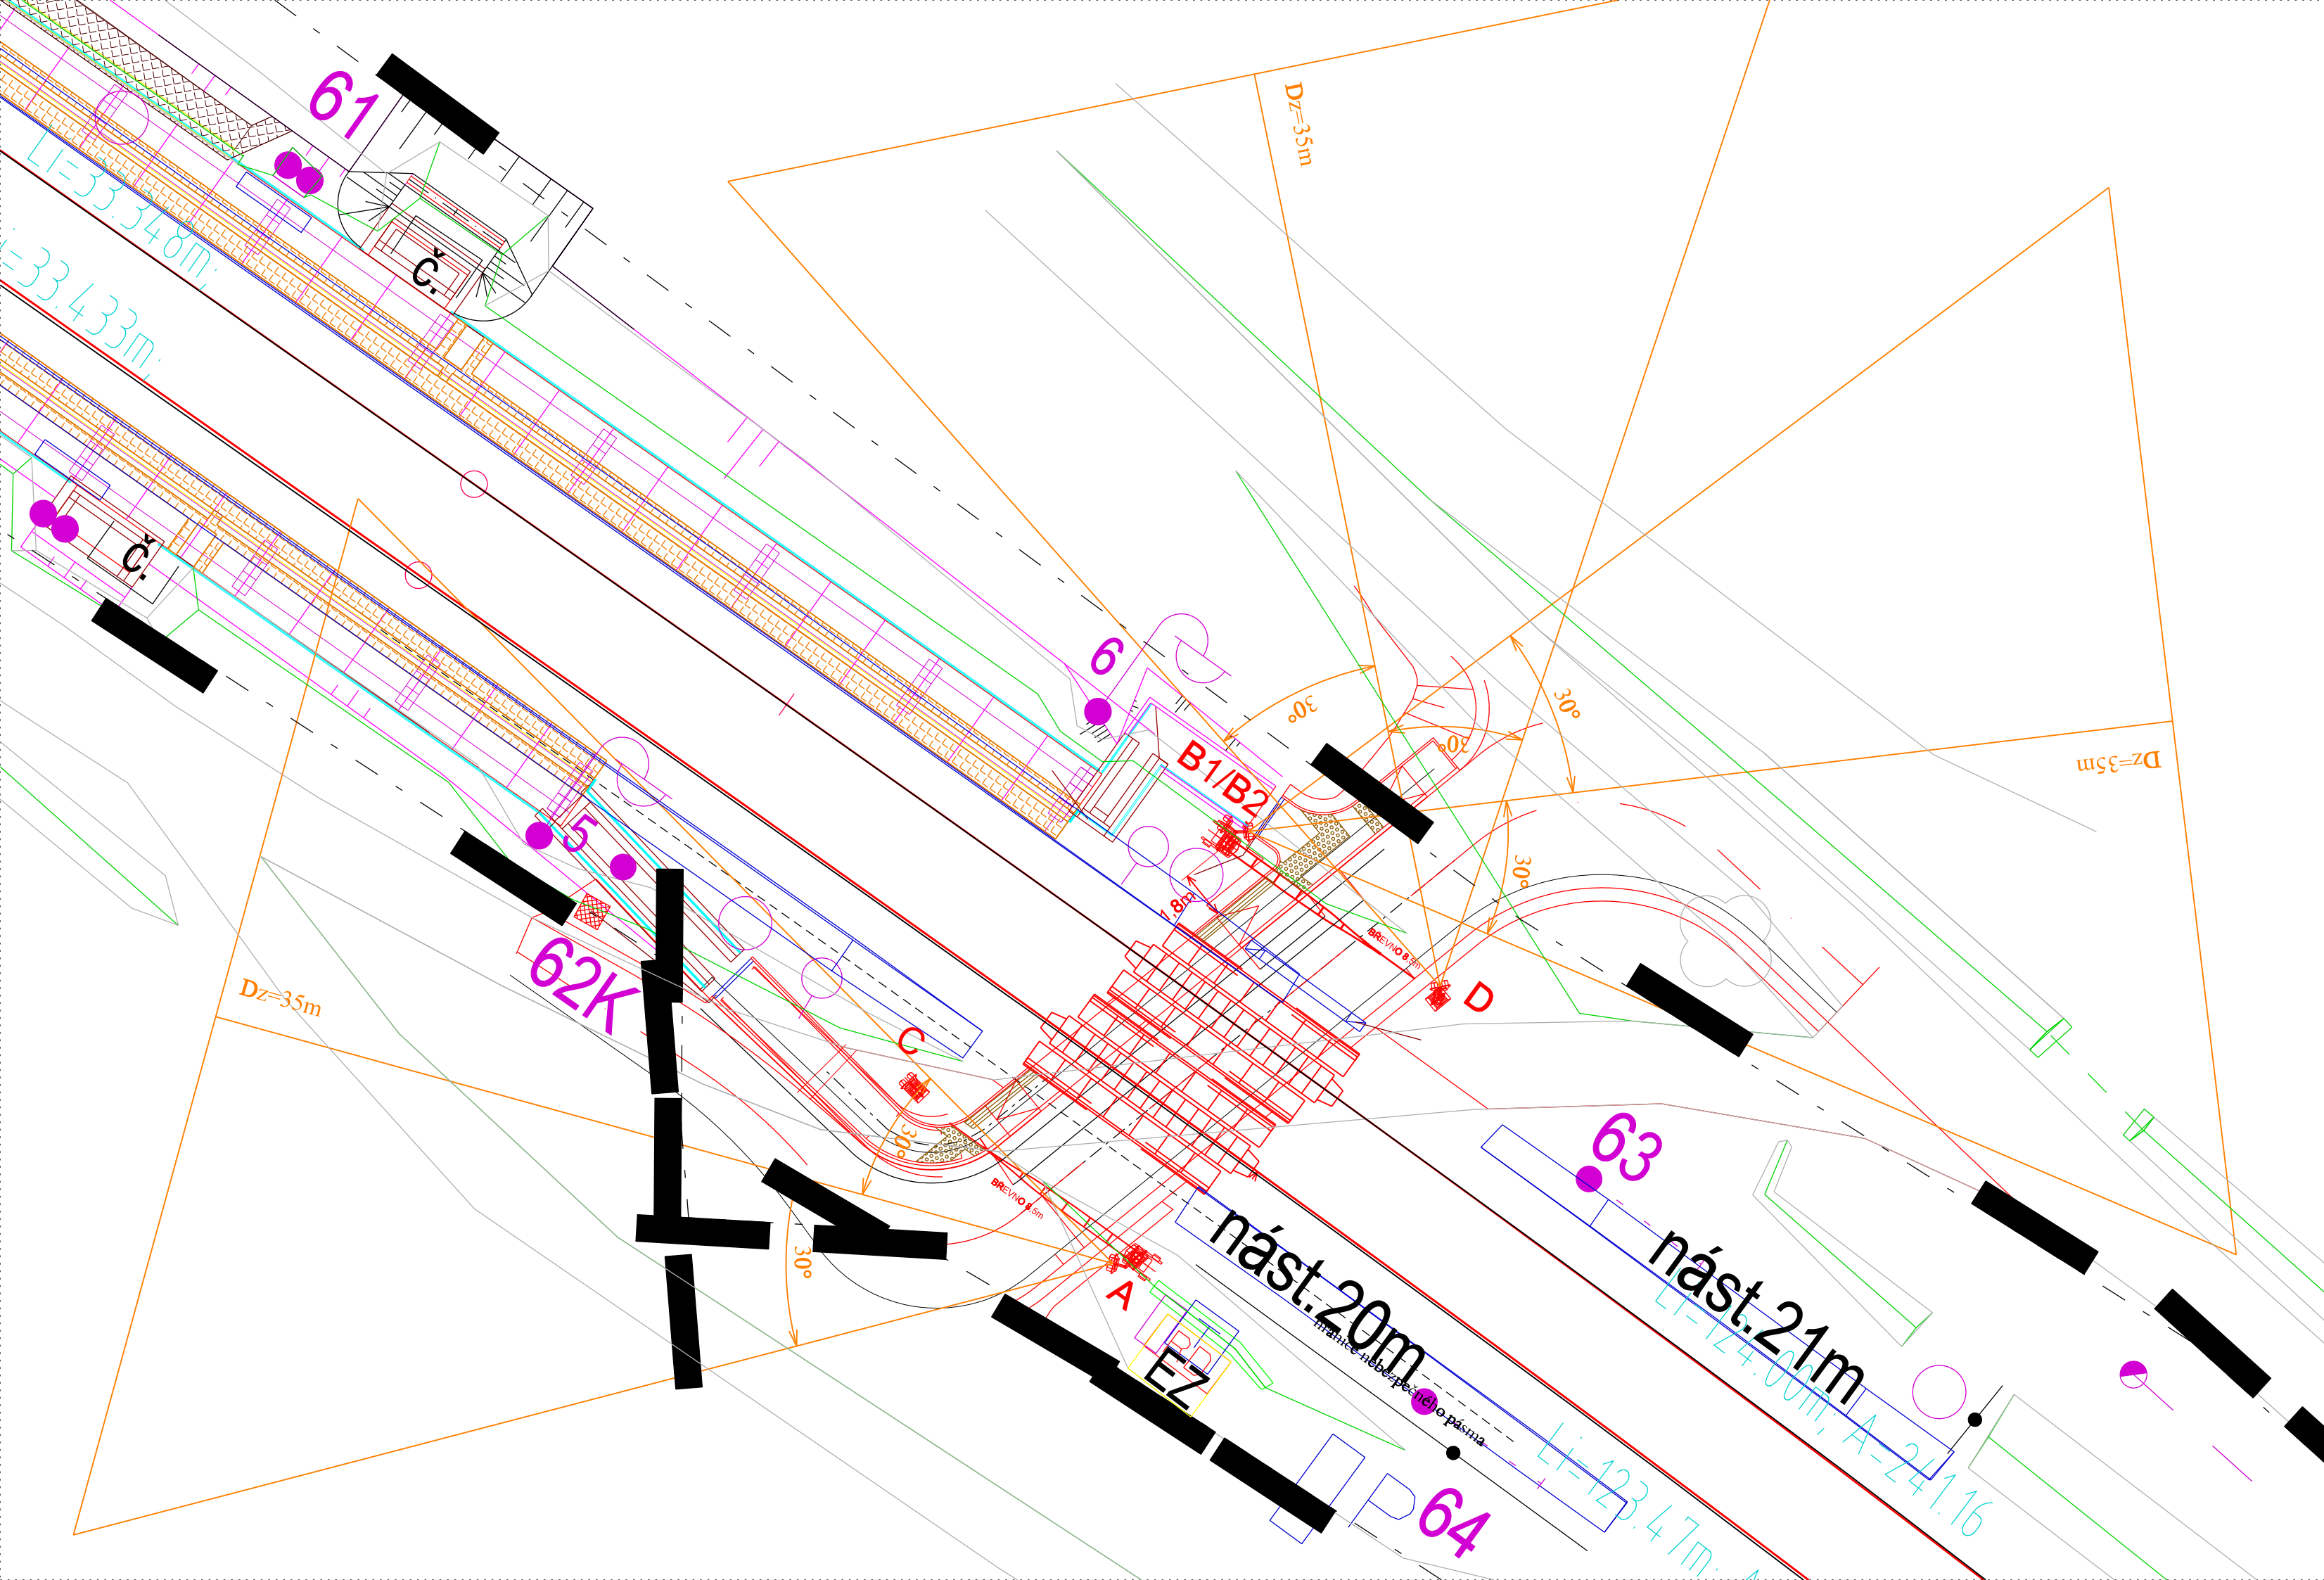 61
Dz=35m
Li=33.348m;
č.
=33.433m;
č.
6
30°
30°
30°
B1/B2
Dz=35m
5
30°
1,8m
BŘEVNO 8,5m
62K
D
Dz=35m
C
30°
63
BŘEVNO 8,5m
30°
nást.20m
nást.21m
A
Li=124.00m; A=241.16
EZ
hranice nebezpečného pásma
Li=123.47m;
64